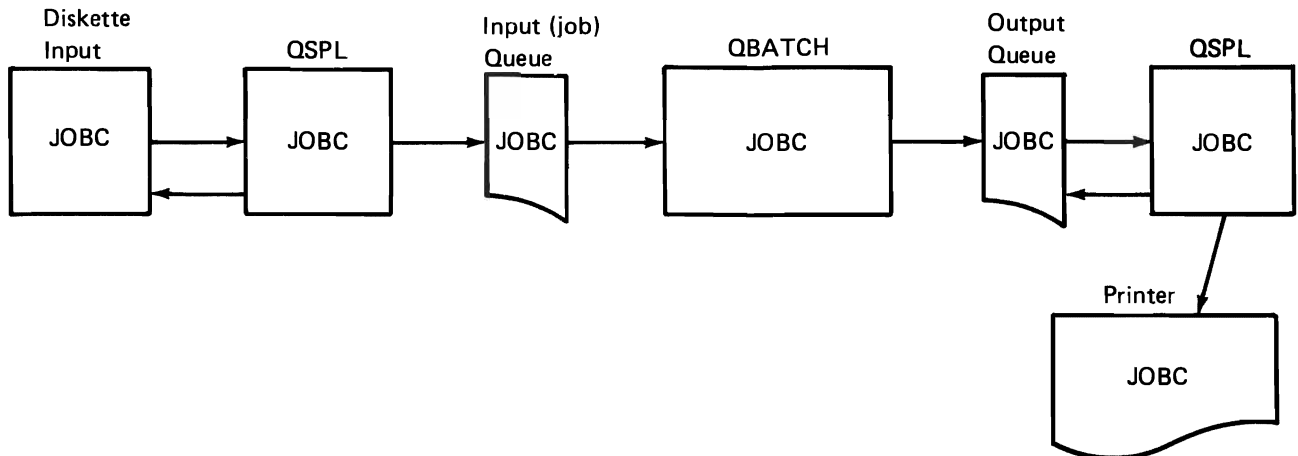 Diskette
Input
QSPL
Input (job)
Queue
QBATCH
Output
Queue
QSPL
JOBC
JOBC
JOBC
JOBC
JOBC
JOBC
Printer
JOBC